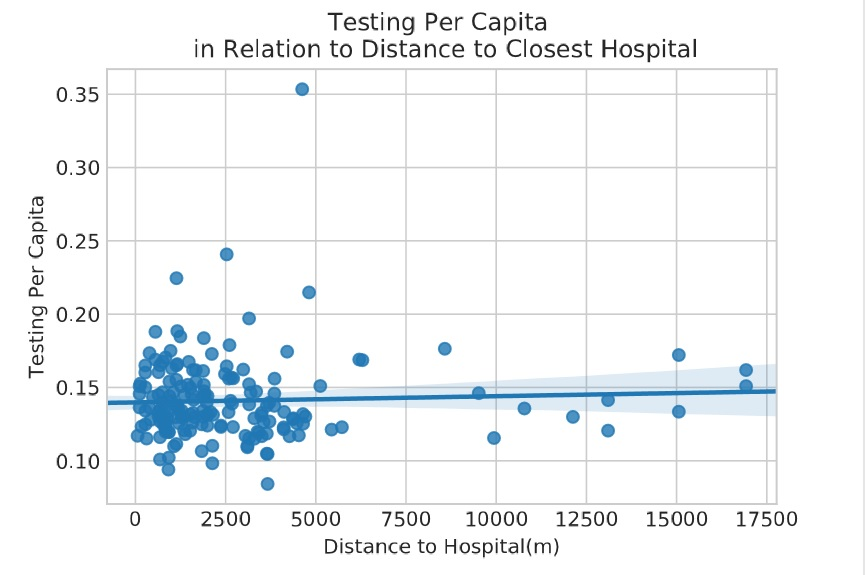 Testing Per Capita
in Relation to Distance to Closest Hospital
0.35
0.30
0.25
0.20
0.15
0.10
Testing Per Capita
0 2500 5000 7500 10000 12500 15000 17500
Distance to Hospital(m)